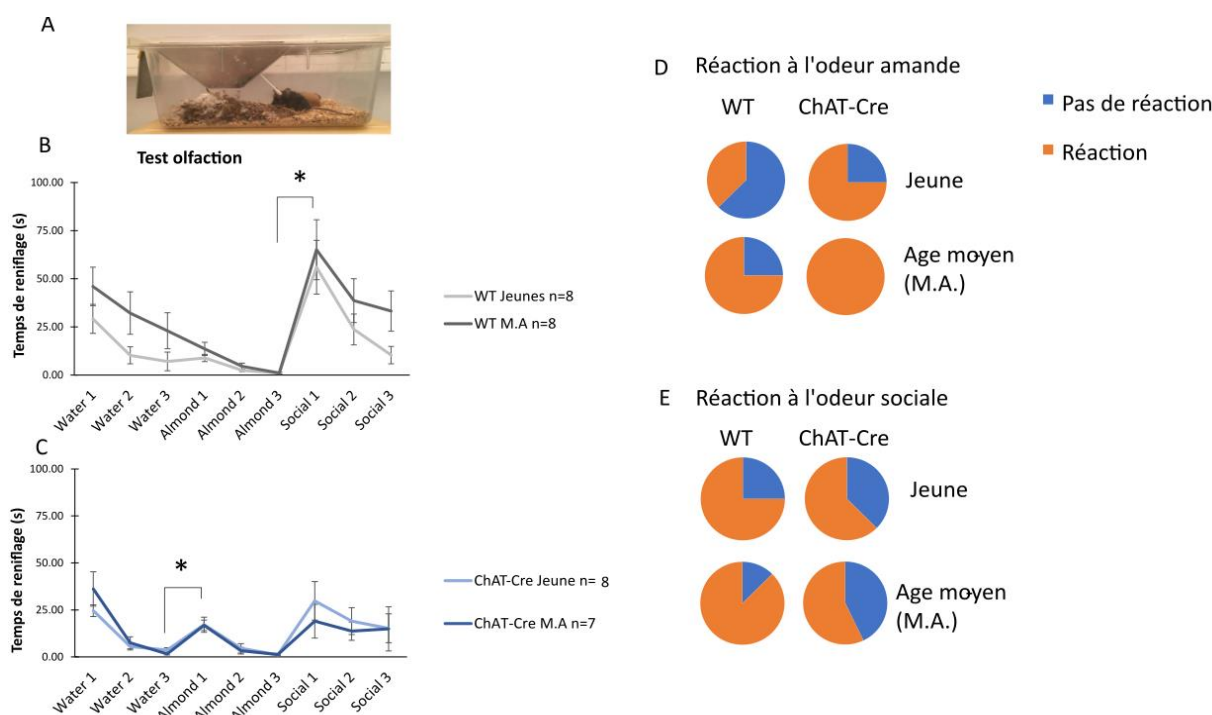 A
B
Test olfaction
*
100.00
75.00
50.00
25.00
0.00
Temps de reniflage (s)
Water 1
Water 2
Water 3
Almond 1
Almond 2
Almond 3
Social 1
Social 2
Social 3
WT Jeunes n=8
WT M.A n=8
C
*
100.00
75.00
50.00
25.00
0.00
Temps de reniflage (s)
Water 1
Water 2
Water 3
Almond 1
Almond 2
Almond 3
Social 1
Social 2
Social 3
ChAT-Cre Jeune n= 8
ChAT-Cre M.A n=7
D Réaction à l'odeur amande
WT ChAT-Cre
Jeune
Age moyen
(M.A.)
Pas de réaction
Réaction
E Réaction à l'odeur sociale
WT ChAT-Cre
Jeune
Age moyen
(M.A.)